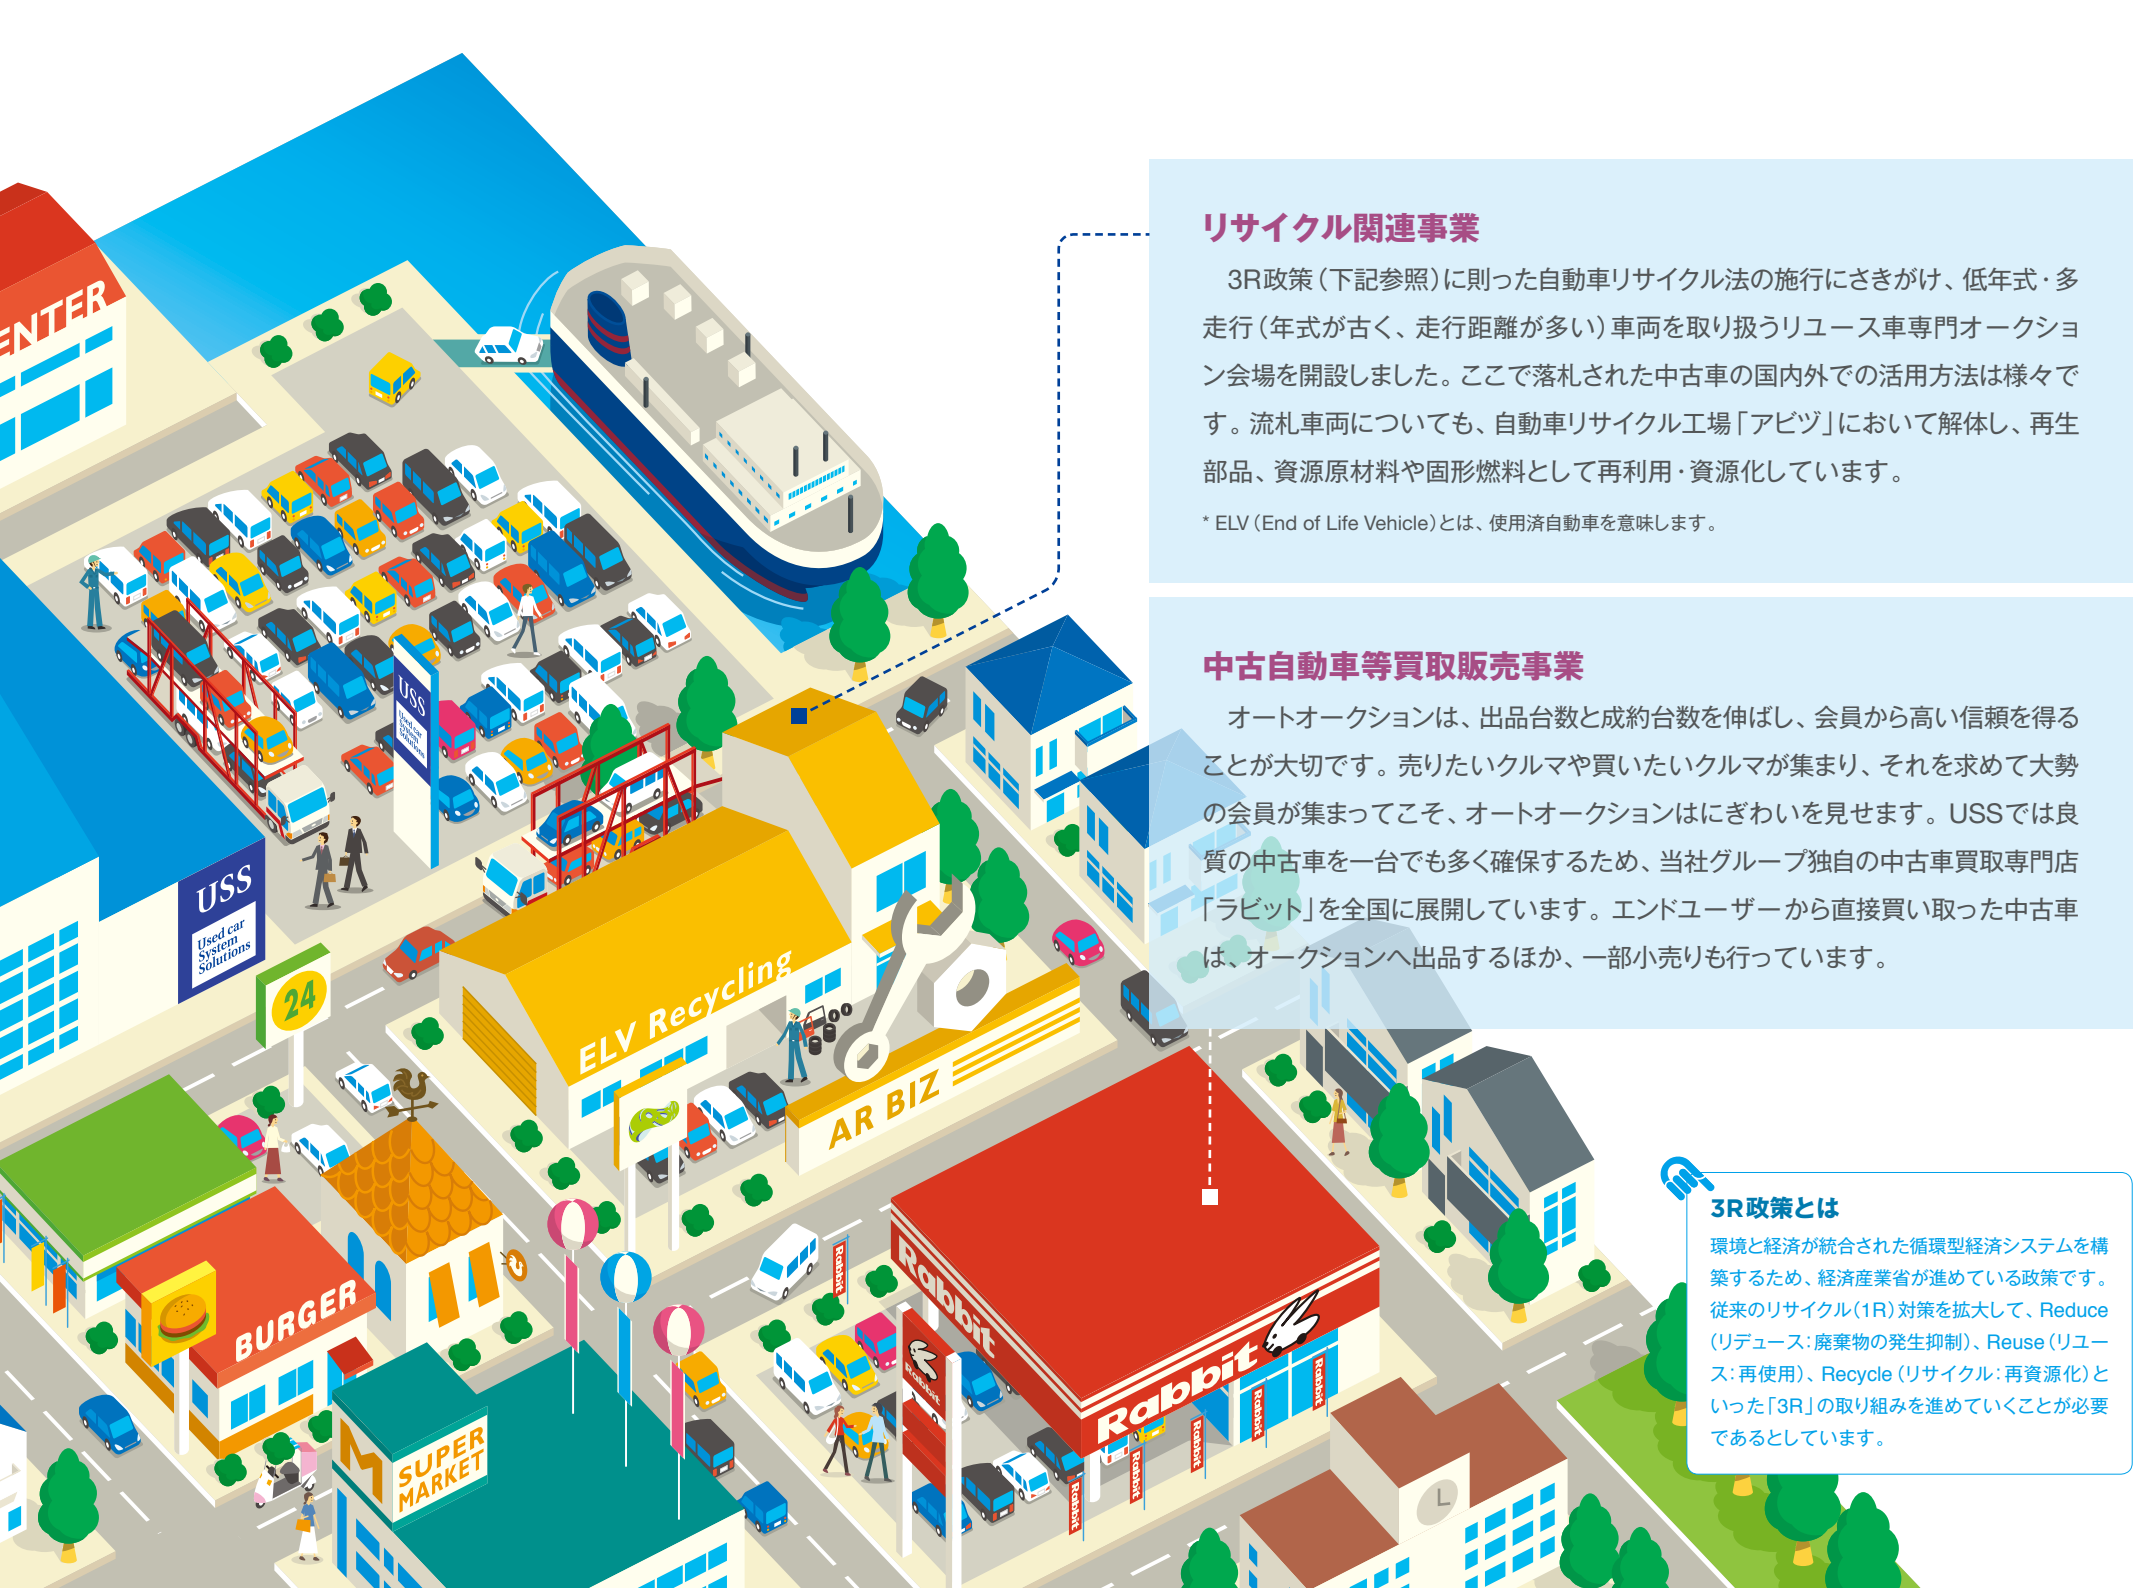 リサイクル関連事業
3R政策（下記参照）に則った自動車リサイクル法の施行にさきがけ、低年式・多
走行（年式が古く、走行距離が多い）車両を取り扱うリユース車専門オークショ
ン会場を開設しました。ここで落札された中古車の国内外での活用方法は様々で
す。流札車両についても、自動車リサイクル工場「アビヅ」において解体し、再生
部品、資源原材料や固形燃料として再利用・資源化しています。
* ELV（End of Life Vehicle）とは、使用済自動車を意味します。
中古自動車等買取販売事業
オートオークションは、出品台数と成約台数を伸ばし、会員から高い信頼を得る
ことが大切です。売りたいクルマや買いたいクルマが集まり、それを求めて大勢
の会員が集まってこそ、オートオークションはにぎわいを見せます。USSでは良
質の中古車を一台でも多く確保するため、当社グループ独自の中古車買取専門店
「ラビット」を全国に展開しています。エンドユーザーから直接買い取った中古車
は、オークションへ出品するほか、一部小売りも行っています。
3R政策とは
環境と経済が統合された循環型経済システムを構
築するため、経済産業省が進めている政策です。
従来のリサイクル（1R）対策を拡大して、Reduce
（リデュース：廃棄物の発生抑制）、Reuse（リユー
ス：再使用）、Recycle（リサイクル：再資源化）と
いった「3R」の取り組みを進めていくことが必要
であるとしています。
ENTER
USS
Used car
System
Solutions
USS
Used car
System
Solutions
24
ELV Recycling
AR BIZ
BURGER
M
SUPER
MARKET
Rabbit
Rabbit
Rabbit
Rabbit
Rabbit
Rabbit
Rabbit
Rabbit
Rabbit